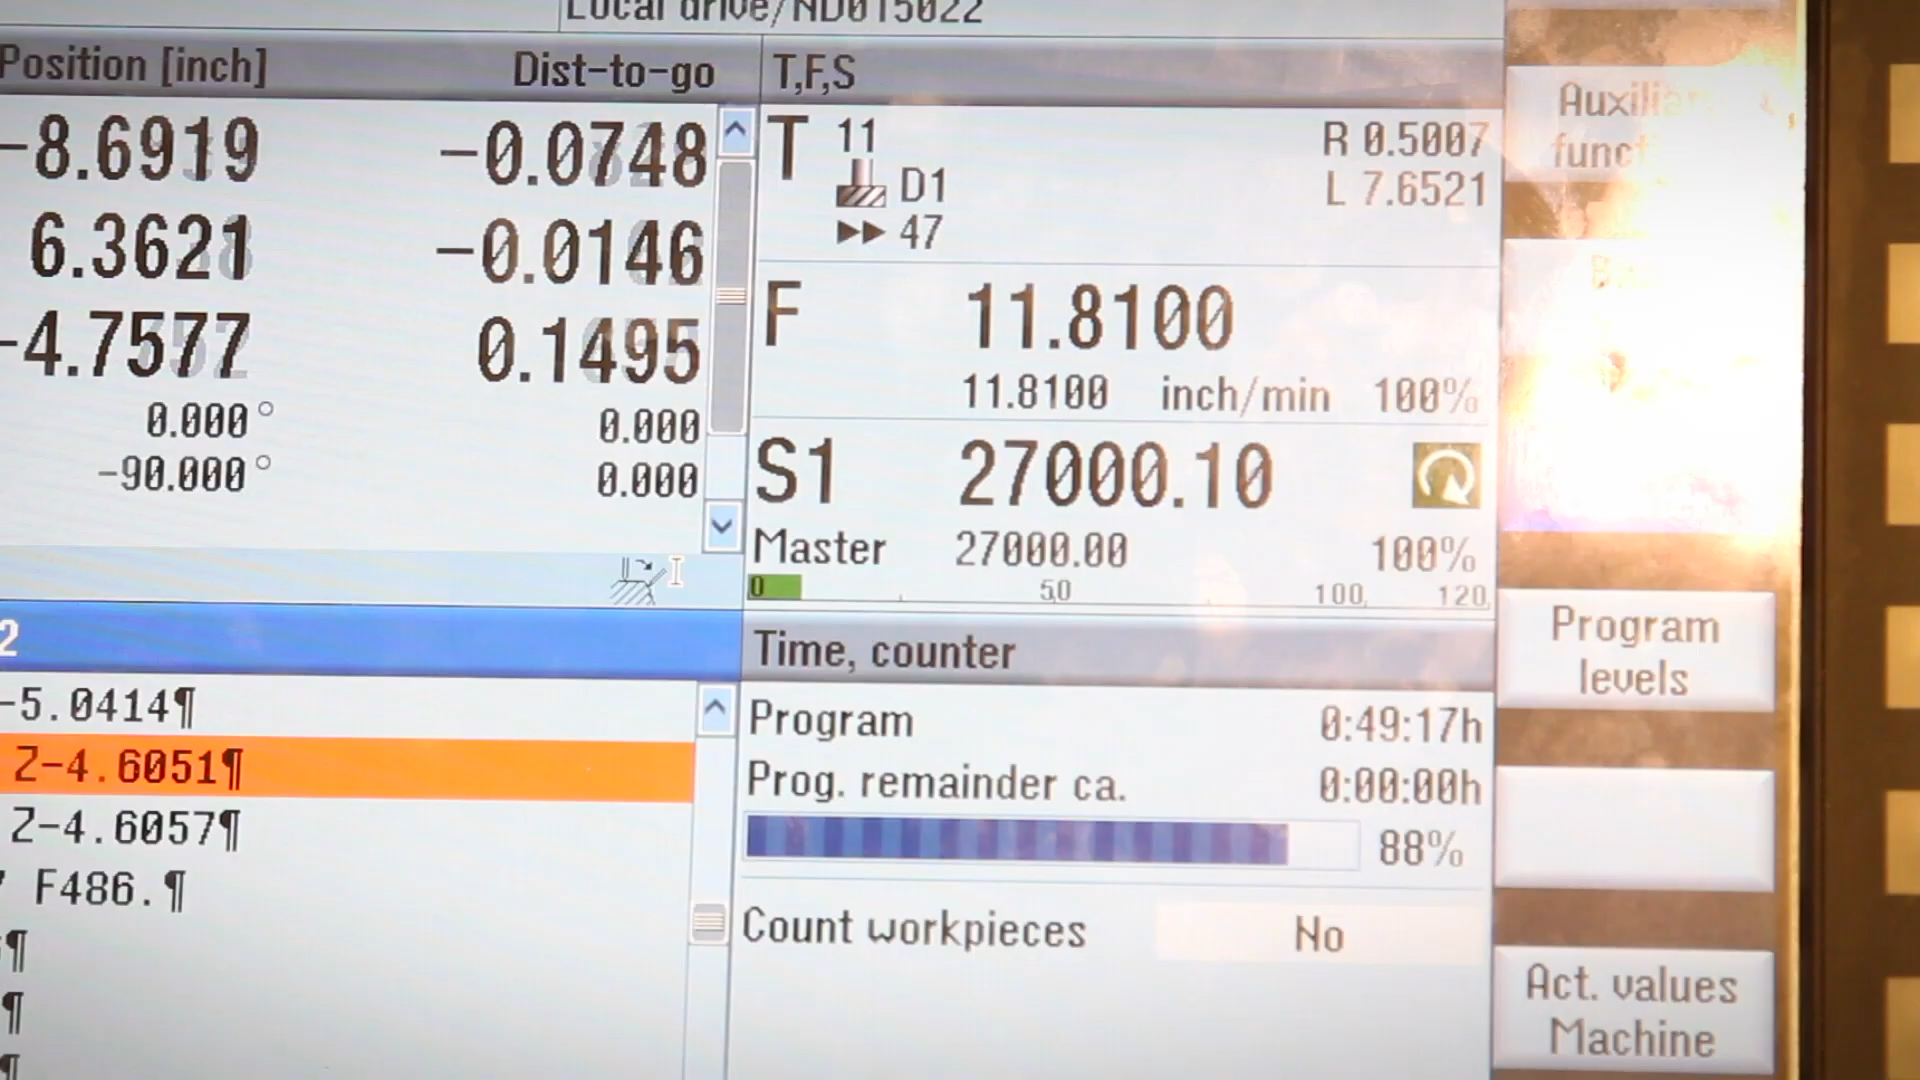 Local drive/ND015022
Position [inch] Dist-to-go
-8.6919 -0.0748
6.3621 -0.0146
-4.7577 0.1495
0.000° 0.000
-90.000° 0.000
T,F,S
T 11 R 0.5007
D1 L 7.6521
▶▶ 47
F 11.8100
11.8100 inch/min 100%
S1 27000.10
Master 27000.00 100%
0 50 100 120
2
-5.0414¶
Z-4.6051¶
Z-4.6057¶
F486.¶
¶
¶
¶
Time, counter
Program 0:49:17h
Prog. remainder ca. 0:00:00h
88%
Count workpieces No
Program
levels
Act. values
Machine